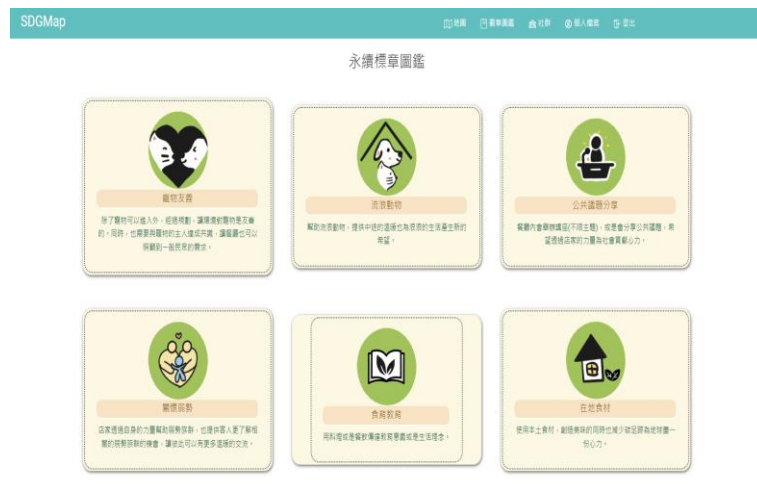 SDGMap
地圖
徽章圖鑑
社群
個人檔案
登出
永續標章圖鑑
寵物友善
除了寵物可以進入外，經過規劃，讓環境對寵物是友善
的。同時，也需要與寵物的主人達成共識，讓餐廳也可以
照顧到一般民眾的需求。
流浪動物
幫助流浪動物，提供中途的溫暖也為浪浪的生活產生新的
希望。
公共議題分享
餐廳內會舉辦講座(不限主題)，或是會分享公共議題，希
望透過店家的力量為社會貢獻心力。
關懷弱勢
店家透過自身的力量幫助弱勢族群，也提供客人更了解相
關的弱勢族群的機會，讓彼此可以有更多溫暖的交流。
食育教育
用料理或是餐飲傳達教育意義或是生活理念。
在地食材
使用本土食材，創造美味的同時也減少碳足跡為地球盡一
份心力。